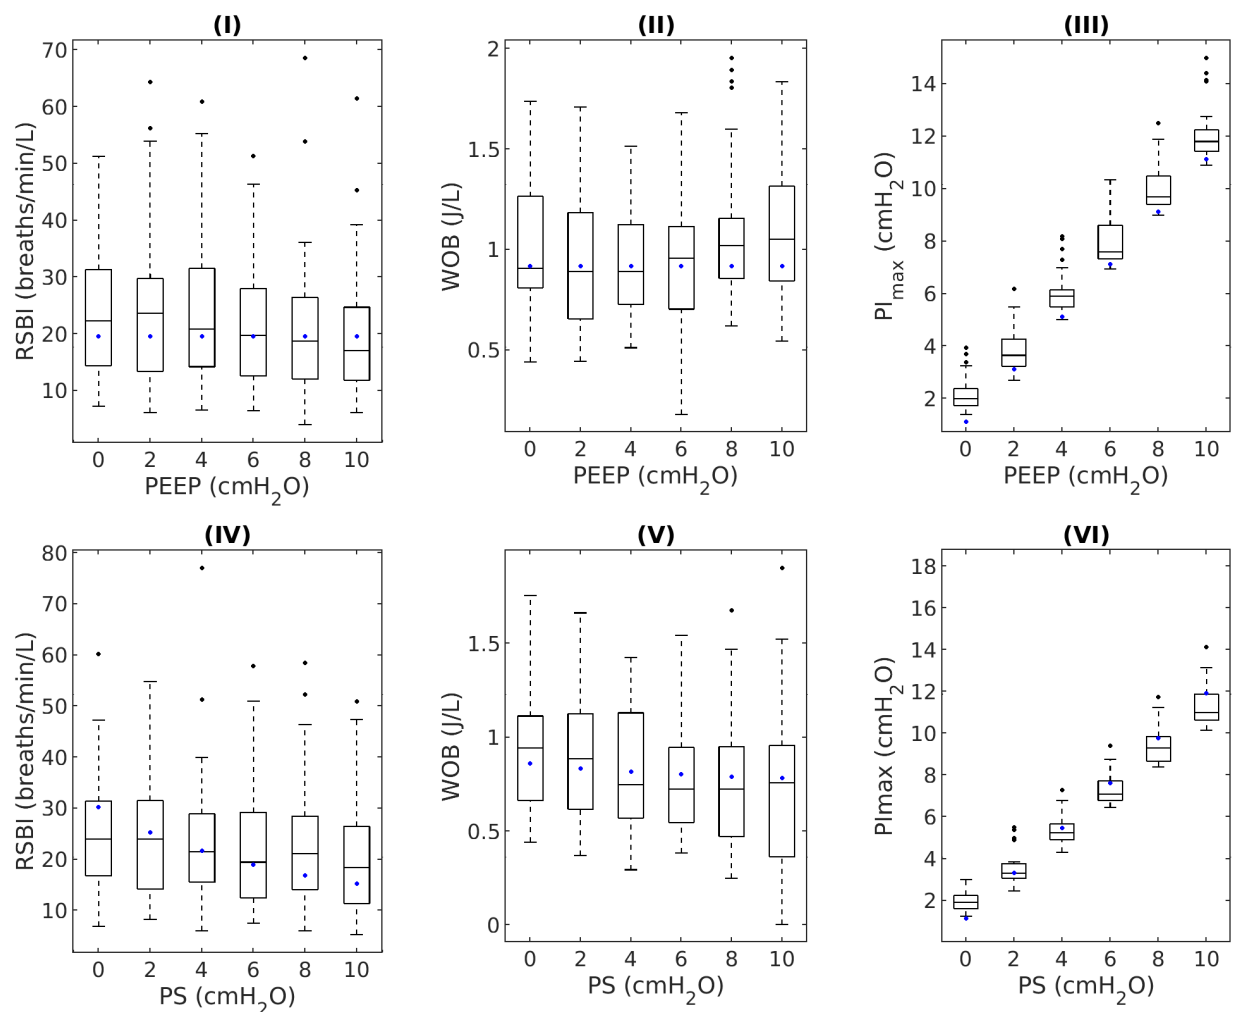 (I)
RSBI (breaths/min/L)
70
60
50
40
30
20
10
0 2 4 6 8 10
PEEP (cmH2O)
(II)
WOB (J/L)
2
1.5
1
0.5
0 2 4 6 8 10
PEEP (cmH2O)
(III)
PImax (cmH2O)
14
12
10
8
6
4
2
0 2 4 6 8 10
PEEP (cmH2O)
(IV)
RSBI (breaths/min/L)
80
70
60
50
40
30
20
10
0 2 4 6 8 10
PS (cmH2O)
(V)
WOB (J/L)
1.5
1
0.5
0
0 2 4 6 8 10
PS (cmH2O)
(VI)
PImax (cmH2O)
18
16
14
12
10
8
6
4
2
0 2 4 6 8 10
PS (cmH2O)